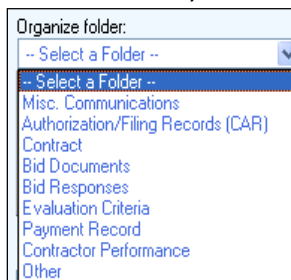 Organize folder:
-- Select a Folder --
-- Select a Folder --
Misc. Communications
Authorization/Filing Records (CAR)
Contract
Bid Documents
Bid Responses
Evaluation Criteria
Payment Record
Contractor Performance
Other